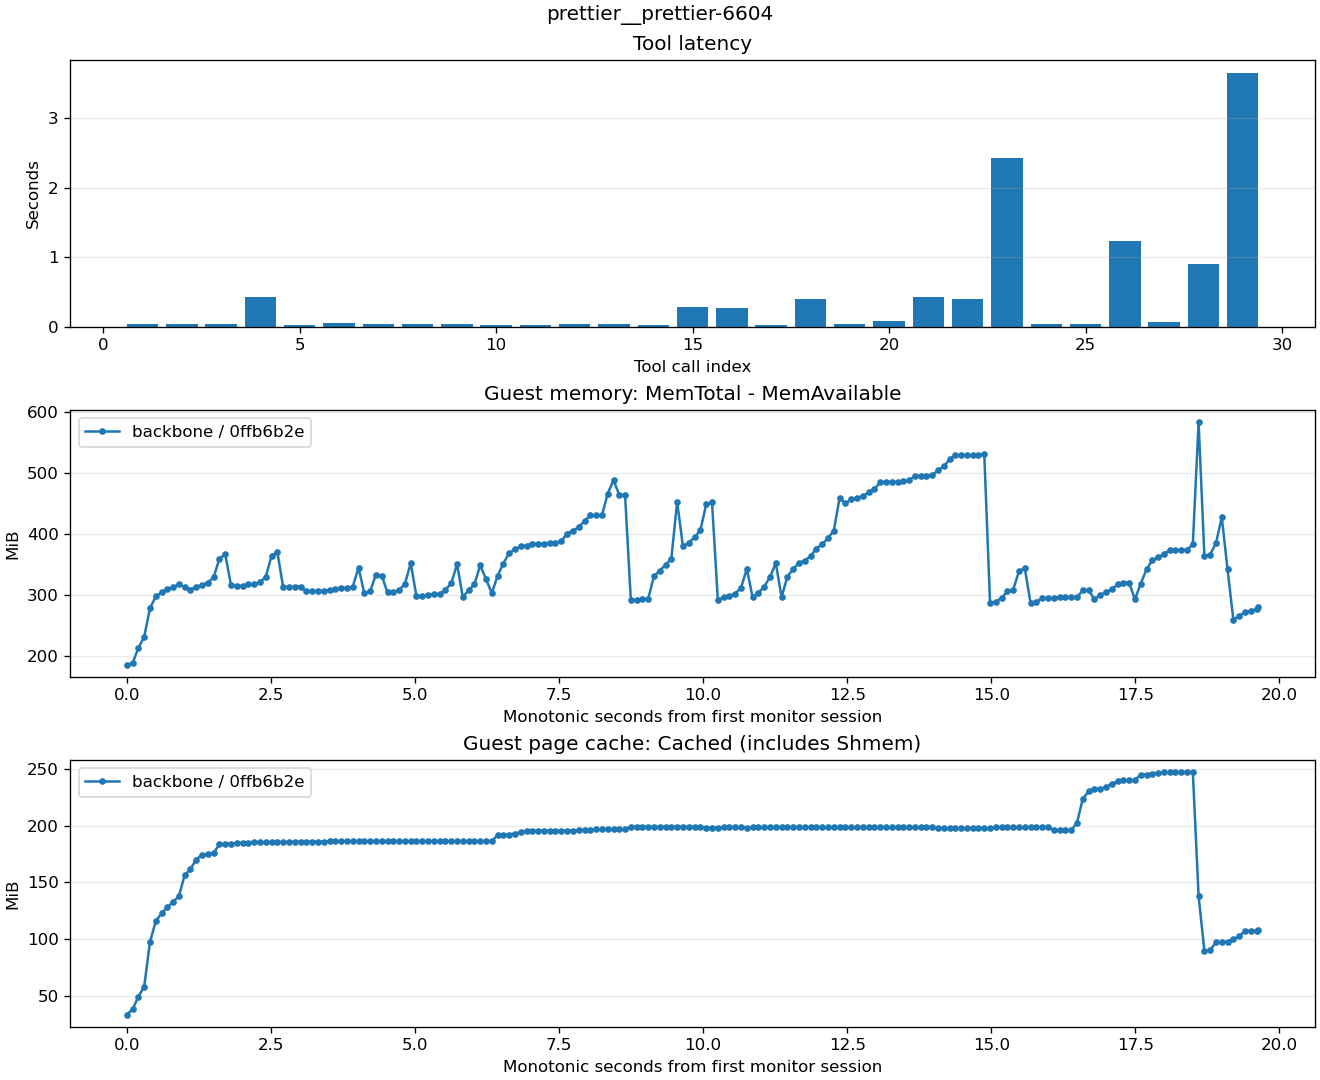 prettier__prettier-6604
Tool latency
Seconds
3
2
1
0
0 5 10 15 20 25 30
Tool call index
Guest memory: MemTotal - MemAvailable
backbone / 0ffb6b2e
MiB
600
500
400
300
200
0.0 2.5 5.0 7.5 10.0 12.5 15.0 17.5 20.0
Monotonic seconds from first monitor session
Guest page cache: Cached (includes Shmem)
backbone / 0ffb6b2e
MiB
250
200
150
100
50
0.0 2.5 5.0 7.5 10.0 12.5 15.0 17.5 20.0
Monotonic seconds from first monitor session